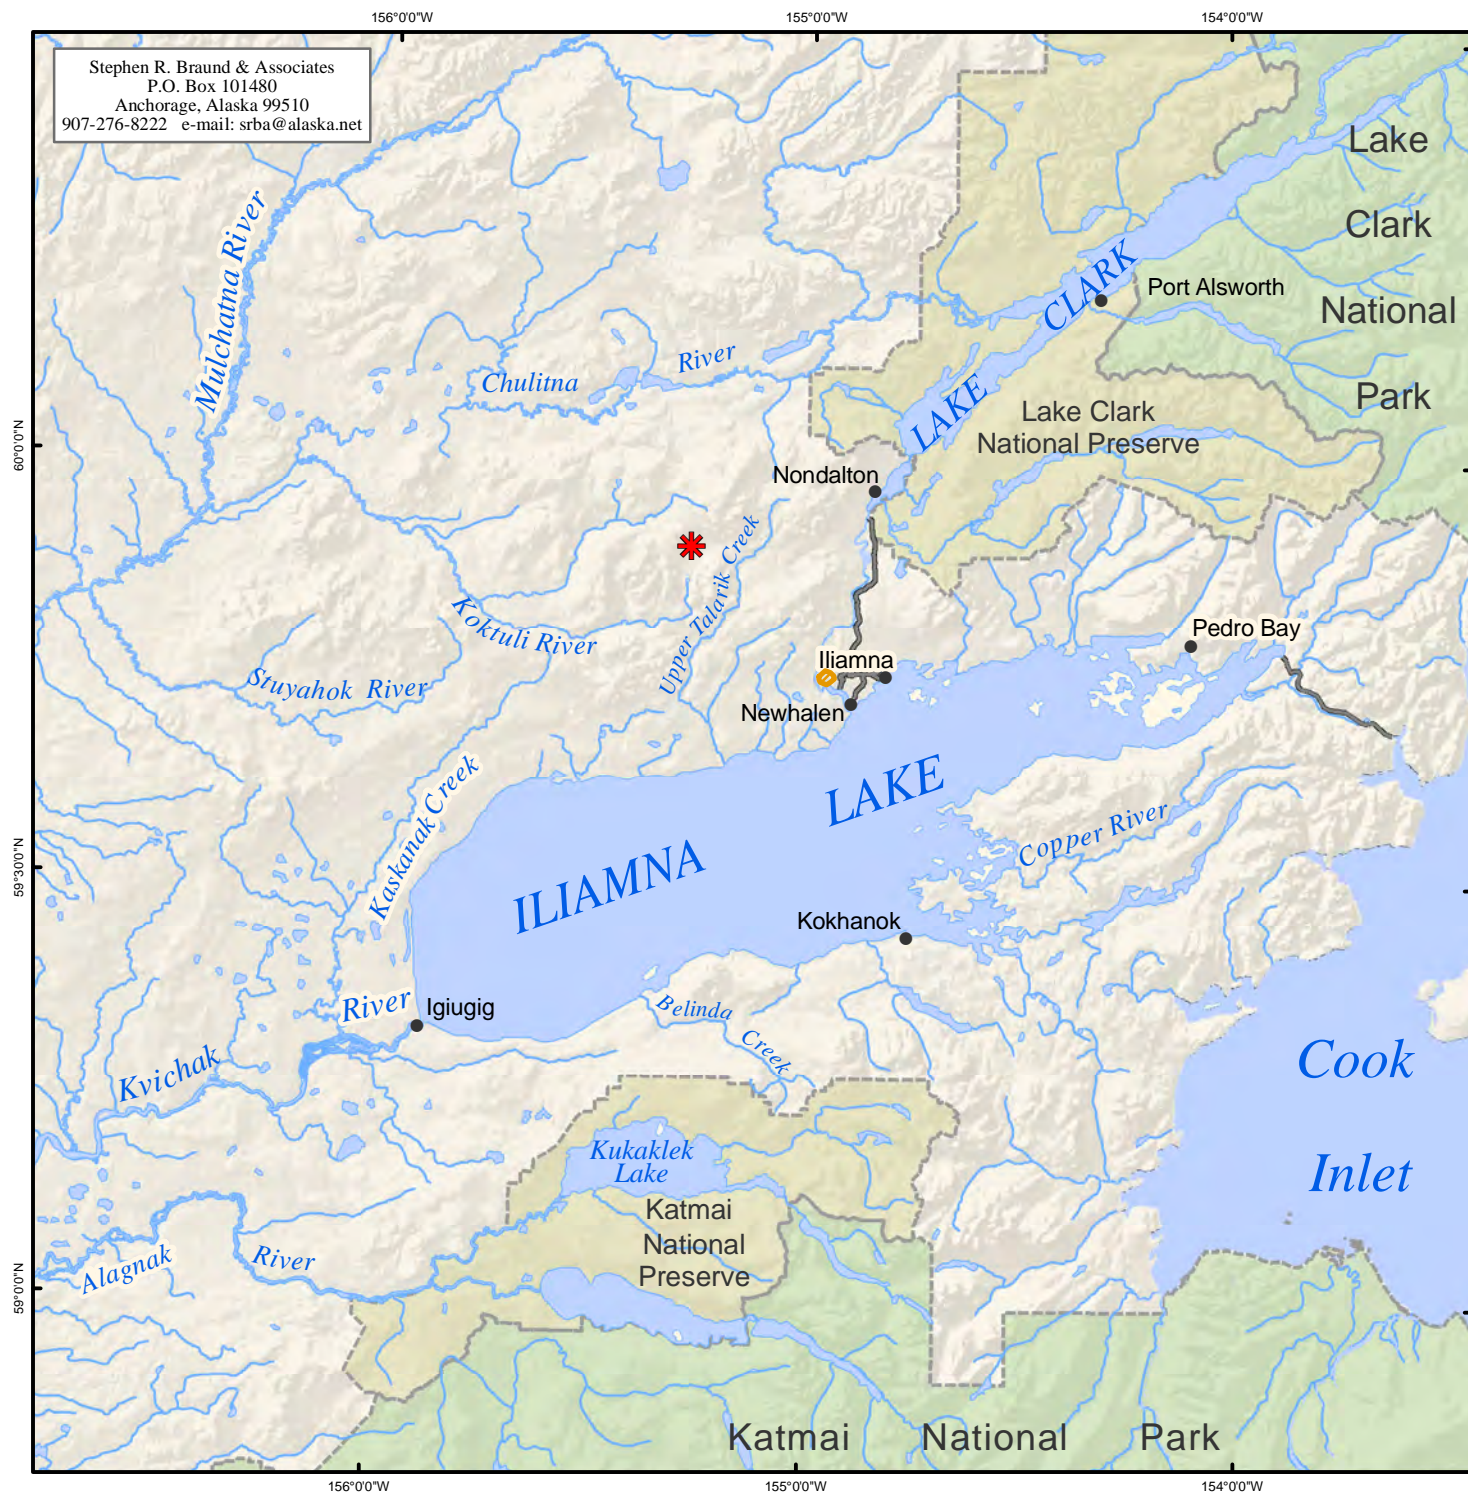 156°0'0"W
155°0'0"W
154°0'0"W
Stephen R. Braund & Associates
P.O. Box 101480
Anchorage, Alaska 99510
907-276-8222 e-mail: srba@alaska.net
Lake
Clark
National
Park
Mulchatna River
LAKE CLARK
Port Alsworth
Chulitna River
Lake Clark
National Preserve
60°0'0"N
Nondalton
Upper Talarik Creek
Koktuli River
Pedro Bay
Iliamna
Stuyahok River
Newhalen
Kaskanak Creek
ILIAMNA LAKE
Copper River
59°30'0"N
Kokhanok
Igiugig
Kvichak River
Belinda Creek
Cook
Inlet
Kukaklek
Lake
Katmai
National
Preserve
Alagnak River
59°0'0"N
Katmai National Park
156°0'0"W
155°0'0"W
154°0'0"W